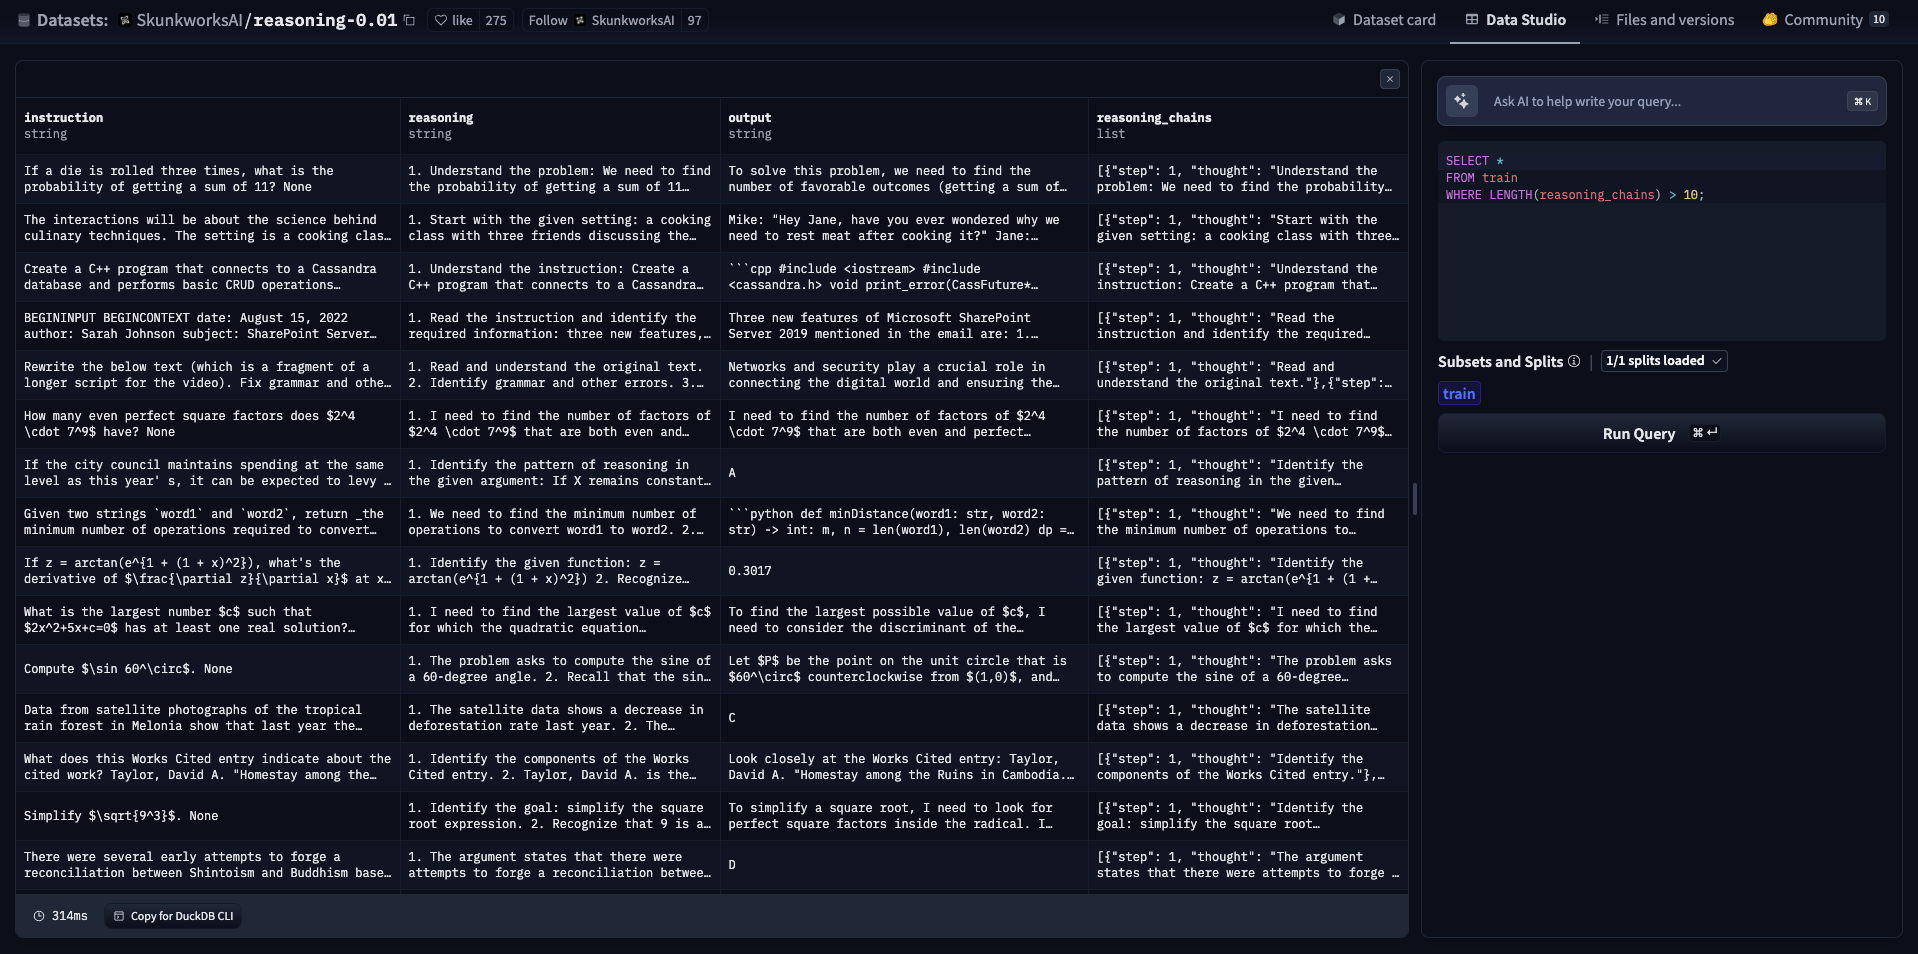 Datasets: SkunkworksAI/reasoning-0.01 like 275 Follow SkunkworksAI 97
Dataset card Data Studio Files and versions Community 10
instruction
string
reasoning
string
output
string
reasoning_chains
list
If a die is rolled three times, what is the
probability of getting a sum of 11? None
1. Understand the problem: We need to find
the probability of getting a sum of 11…
To solve this problem, we need to find the
number of favorable outcomes (getting a sum of…
[{"step": 1, "thought": "Understand the
problem: We need to find the probability…
The interactions will be about the science behind
culinary techniques. The setting is a cooking clas…
1. Start with the given setting: a cooking
class with three friends discussing the…
Mike: "Hey Jane, have you ever wondered why we
need to rest meat after cooking it?" Jane:…
[{"step": 1, "thought": "Start with the
given setting: a cooking class with three…
Create a C++ program that connects to a Cassandra
database and performs basic CRUD operations…
1. Understand the instruction: Create a
C++ program that connects to a Cassandra…
```cpp #include <iostream> #include
<cassandra.h> void print_error(CassFuture*…
[{"step": 1, "thought": "Understand the
instruction: Create a C++ program that…
BEGININPUT BEGINCONTEXT date: August 15, 2022
author: Sarah Johnson subject: SharePoint Server…
1. Read the instruction and identify the
required information: three new features,…
Three new features of Microsoft SharePoint
Server 2019 mentioned in the email are: 1.…
[{"step": 1, "thought": "Read the
instruction and identify the required…
Rewrite the below text (which is a fragment of a
longer script for the video). Fix grammar and othe…
1. Read and understand the original text.
2. Identify grammar and other errors. 3.…
Networks and security play a crucial role in
connecting the digital world and ensuring the…
[{"step": 1, "thought": "Read and
understand the original text."},{"step":…
How many even perfect square factors does $2^4
\cdot 7^9$ have? None
1. I need to find the number of factors of
$2^4 \cdot 7^9$ that are both even and…
I need to find the number of factors of $2^4
\cdot 7^9$ that are both even and perfect…
[{"step": 1, "thought": "I need to find
the number of factors of $2^4 \cdot 7^9$…
If the city council maintains spending at the same
level as this year' s, it can be expected to levy …
1. Identify the pattern of reasoning in
the given argument: If X remains constant…
A
[{"step": 1, "thought": "Identify the
pattern of reasoning in the given…
Given two strings `word1` and `word2`, return _the
minimum number of operations required to convert…
1. We need to find the minimum number of
operations to convert word1 to word2. 2.…
```python def minDistance(word1: str, word2:
str) -> int: m, n = len(word1), len(word2) dp =…
[{"step": 1, "thought": "We need to find
the minimum number of operations to…
If z = arctan(e^{1 + (1 + x)^2}), what's the
derivative of $\frac{\partial z}{\partial x}$ at x…
1. Identify the given function: z =
arctan(e^{1 + (1 + x)^2}) 2. Recognize…
0.3017
[{"step": 1, "thought": "Identify the
given function: z = arctan(e^{1 + (1 +…
What is the largest number $c$ such that
$2x^2+5x+c=0$ has at least one real solution?…
1. I need to find the largest value of $c$
for which the quadratic equation…
To find the largest possible value of $c$, I
need to consider the discriminant of the…
[{"step": 1, "thought": "I need to find
the largest value of $c$ for which the…
Compute $\sin 60^\circ$. None
1. The problem asks to compute the sine of
a 60-degree angle. 2. Recall that the sin…
Let $P$ be the point on the unit circle that is
$60^\circ$ counterclockwise from $(1,0)$, and…
[{"step": 1, "thought": "The problem asks
to compute the sine of a 60-degree…
Data from satellite photographs of the tropical
rain forest in Melonia show that last year the…
1. The satellite data shows a decrease in
deforestation rate last year. 2. The…
C
[{"step": 1, "thought": "The satellite
data shows a decrease in deforestation…
What does this Works Cited entry indicate about the
cited work? Taylor, David A. "Homestay among the…
1. Identify the components of the Works
Cited entry. 2. Taylor, David A. is the…
Look closely at the Works Cited entry: Taylor,
David A. "Homestay among the Ruins in Cambodia.…
[{"step": 1, "thought": "Identify the
components of the Works Cited entry."},…
Simplify $\sqrt{9^3}$. None
1. Identify the goal: simplify the square
root expression. 2. Recognize that 9 is a…
To simplify a square root, I need to look for
perfect square factors inside the radical. I…
[{"step": 1, "thought": "Identify the
goal: simplify the square root…
There were several early attempts to forge a
reconciliation between Shintoism and Buddhism base…
1. The argument states that there were
attempts to forge a reconciliation betwee…
D
[{"step": 1, "thought": "The argument
states that there were attempts to forge …
314ms Copy for DuckDB CLI
Ask AI to help write your query... ⌘ K
SELECT *
FROM train
WHERE LENGTH(reasoning_chains) > 10;
Subsets and Splits | 1/1 splits loaded
train
Run Query ⌘ ↵